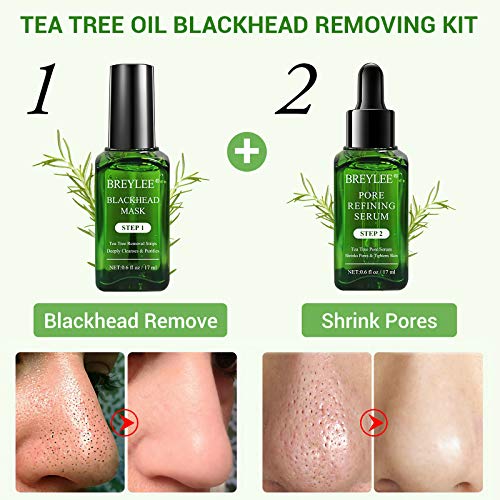 TEA TREE OIL BLACKHEAD REMOVING KIT
1
2
BREYLEE
BLACKHEAD
MASK
STEP 1
Tea Tree Removal Strips
Deeply Cleanses & Purifies
NET:0.6 fl oz / 17 ml
+
BREYLEE
PORE
REFINING
SERUM
STEP 2
Tea Tree Pore Serum
Shrinks Pores & Tightens Skin
NET:0.6 fl oz / 17 ml
Blackhead Remove
Shrink Pores